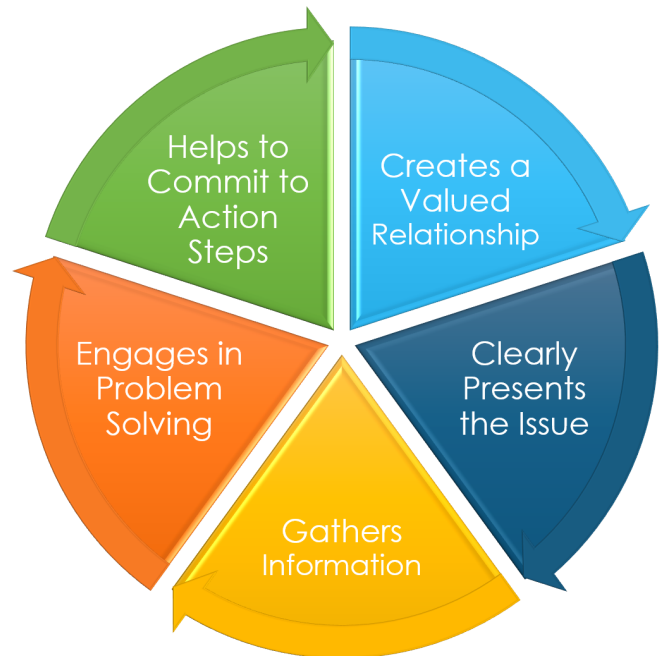 Creates a
Valued
Relationship
Clearly
Presents
the Issue
Gathers
Information
Engages in
Problem
Solving
Helps to
Commit to
Action
Steps